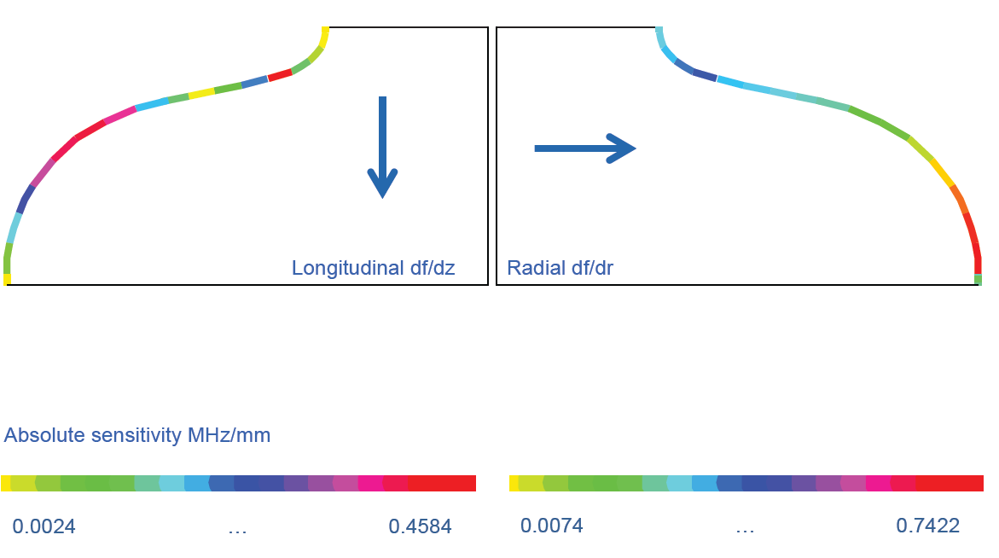 Longitudinal df/dz
Radial df/dr
Absolute sensitivity MHz/mm
0.0024 … 0.4584
0.0074 … 0.7422